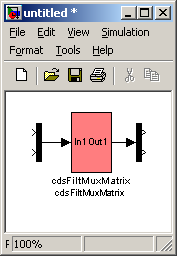 untitled *
File Edit View Simulation
Format Tools Help
In1 Out1
cdsFiltMuxMatrix
cdsFiltMuxMatrix
F 100%